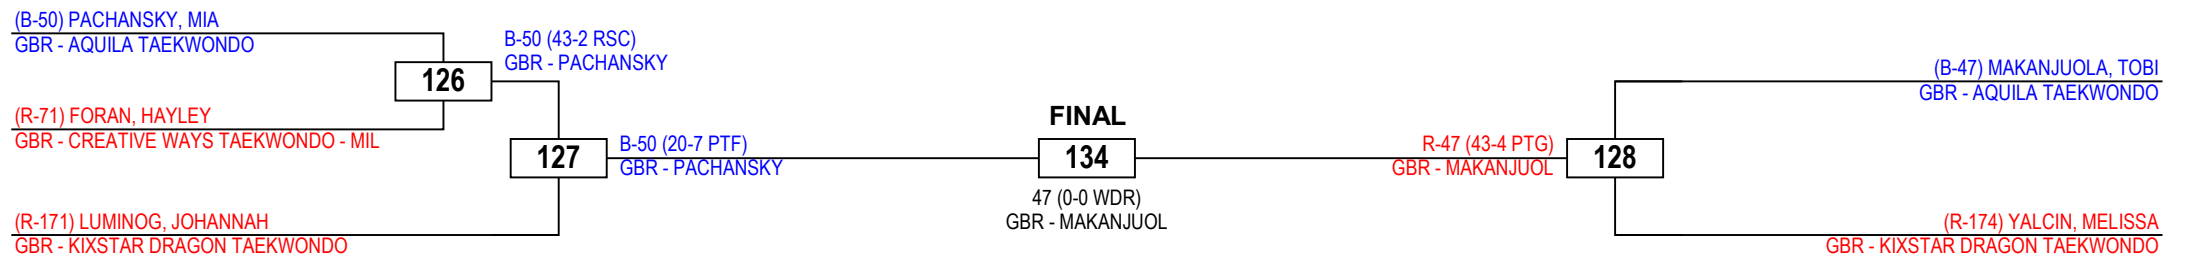 (B-50) PACHANSKY, MIA
GBR - AQUILA TAEKWONDO
B-50 (43-2 RSC)
GBR - PACHANSKY
126
(R-71) FORAN, HAYLEY
GBR - CREATIVE WAYS TAEKWONDO - MIL
127
B-50 (20-7 PTF)
GBR - PACHANSKY
(R-171) LUMINOG, JOHANNAH
GBR - KIXSTAR DRAGON TAEKWONDO
FINAL
134
47 (0-0 WDR)
GBR - MAKANJUOL
R-47 (43-4 PTG)
GBR - MAKANJUOL
128
(B-47) MAKANJUOLA, TOBI
GBR - AQUILA TAEKWONDO
(R-174) YALCIN, MELISSA
GBR - KIXSTAR DRAGON TAEKWONDO